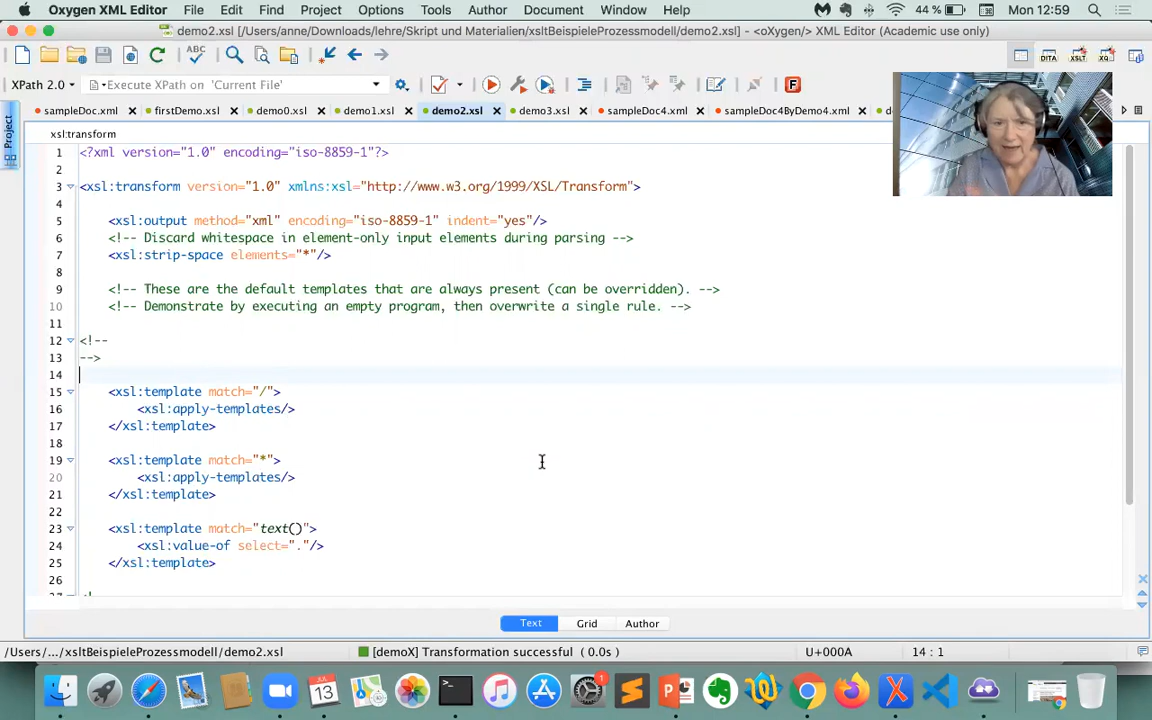 Oxygen XML Editor File Edit Find Project Options Tools Author Document Window Help 44 % Mon 12:59
demo2.xsl [/Users/anne/Downloads/lehre/Skript und Materialien/xsltBeispieleProzessmodell/demo2.xsl] - <oXygen/> XML Editor (Academic use only)
XPath 2.0 Execute XPath on 'Current File'
sampleDoc.xml firstDemo.xsl demo0.xsl demo1.xsl demo2.xsl demo3.xsl sampleDoc4.xml sampleDoc4ByDemo4.xml
Project
xsl:transform
1 <?xml version="1.0" encoding="iso-8859-1"?>
2
3 <xsl:transform version="1.0" xmlns:xsl="http://www.w3.org/1999/XSL/Transform">
4
5 <xsl:output method="xml" encoding="iso-8859-1" indent="yes"/>
6 <!-- Discard whitespace in element-only input elements during parsing -->
7 <xsl:strip-space elements="*"/>
8
9 <!-- These are the default templates that are always present (can be overridden). -->
10 <!-- Demonstrate by executing an empty program, then overwrite a single rule. -->
11
12 <!--
13 -->
14
15 <xsl:template match="/">
16 <xsl:apply-templates/>
17 </xsl:template>
18
19 <xsl:template match="*">
20 <xsl:apply-templates/>
21 </xsl:template>
22
23 <xsl:template match="text()">
24 <xsl:value-of select="."/>
25 </xsl:template>
26
Text Grid Author
/Users/.../xsltBeispieleProzessmodell/demo2.xsl [demoX] Transformation successful (0.0s) U+000A 14 : 1